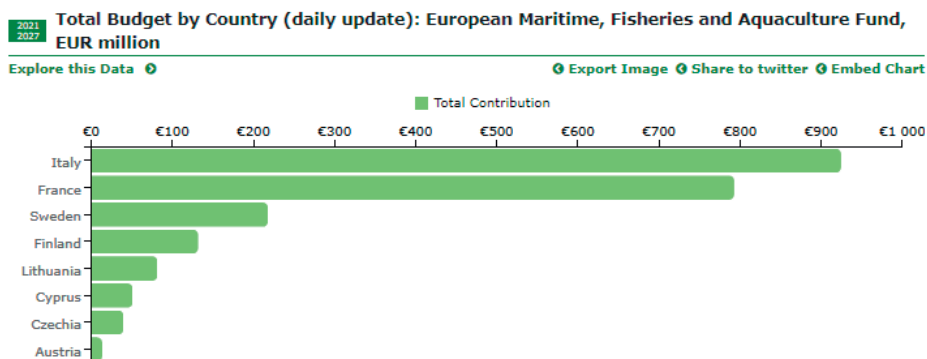 2021
2027
Total Budget by Country (daily update): European Maritime, Fisheries and Aquaculture Fund,
EUR million
Explore this Data
Export Image Share to twitter Embed Chart
Total Contribution
€0 €100 €200 €300 €400 €500 €600 €700 €800 €900 €1 000
Italy
France
Sweden
Finland
Lithuania
Cyprus
Czechia
Austria